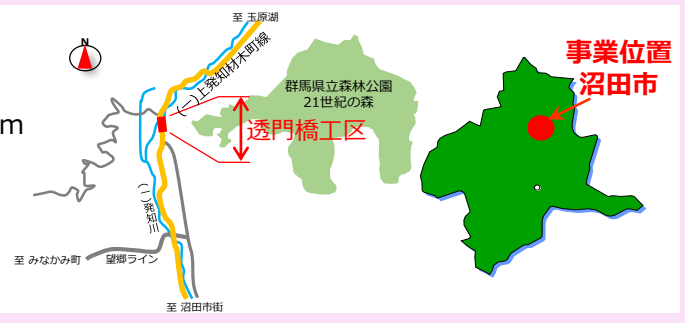 至 玉原湖
N
(一)上発知材木町線
群馬県立森林公園
21世紀の森
事業位置
沼田市
m
透門橋工区
(一)発知川
至 みなかみ町
望郷ライン
至 沼田市街